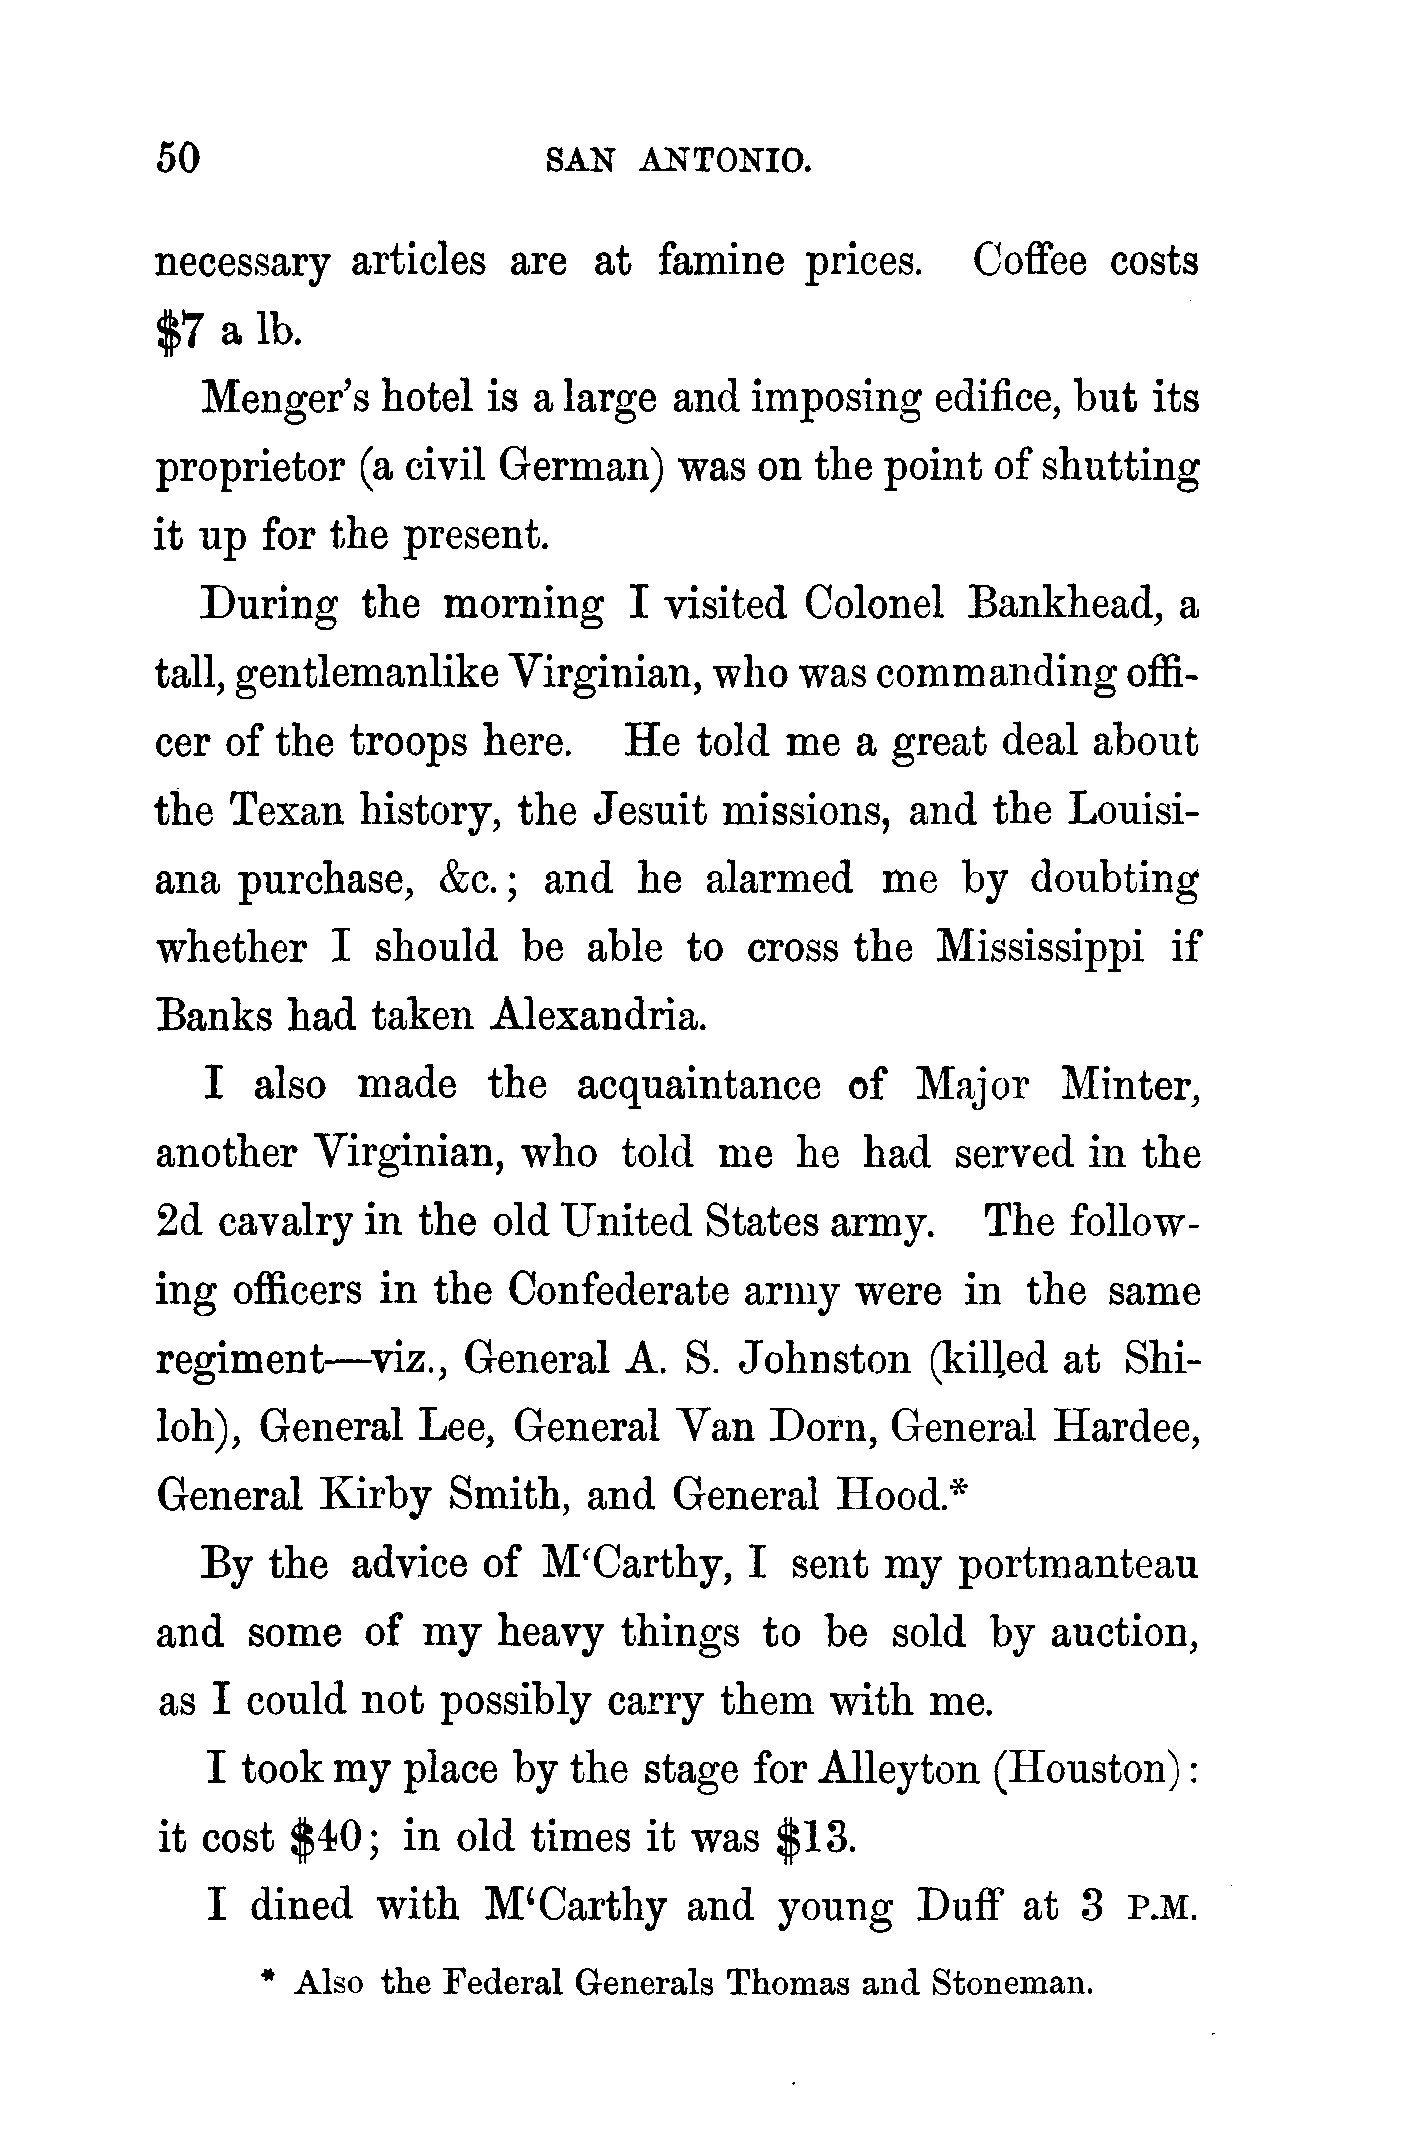 50 SAN ANTONIO.
necessary articles are at famine prices. Coffee costs
$7 a lb.
Menger's hotel is a large and imposing edifice, but its
proprietor (a civil German) was on the point of shutting
it up for the present.
During the morning I visited Colonel Bankhead, a
tall, gentlemanlike Virginian, who was commanding offi-
cer of the troops here. He told me a great deal about
the Texan history, the Jesuit missions, and the Louisi-
ana purchase, &c.; and he alarmed me by doubting
whether I should be able to cross the Mississippi if
Banks had taken Alexandria.
I also made the acquaintance of Major Minter,
another Virginian, who told me he had served in the
2d cavalry in the old United States army. The follow-
ing officers in the Confederate army were in the same
regiment—viz., General A. S. Johnston (killed at Shi-
loh), General Lee, General Van Dorn, General Hardee,
General Kirby Smith, and General Hood.*
By the advice of M‘Carthy, I sent my portmanteau
and some of my heavy things to be sold by auction,
as I could not possibly carry them with me.
I took my place by the stage for Alleyton (Houston):
it cost $40; in old times it was $13.
I dined with M‘Carthy and young Duff at 3 P.M.
* Also the Federal Generals Thomas and Stoneman.